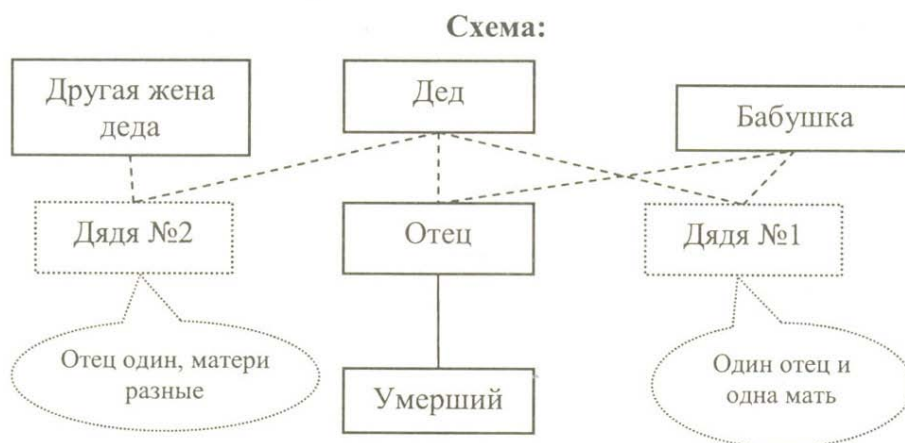 Схема:
Другая жена
деда
Дед
Бабушка
Дядя №2
Отец
Дядя №1
Отец один, матери
разные
Один отец и
одна мать
Умерший